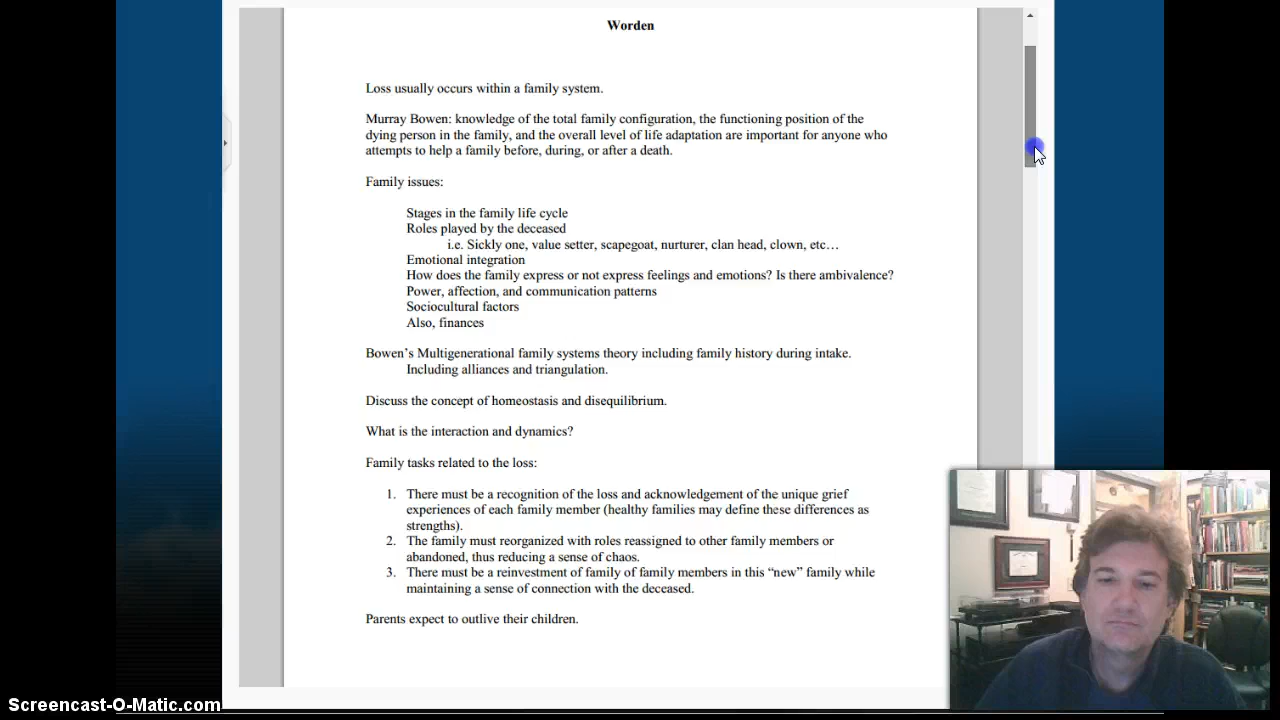 Worden
Loss usually occurs within a family system.
Murray Bowen: knowledge of the total family configuration, the functioning position of the
dying person in the family, and the overall level of life adaptation are important for anyone who
attempts to help a family before, during, or after a death.
Family issues:
Stages in the family life cycle
Roles played by the deceased
i.e. Sickly one, value setter, scapegoat, nurturer, clan head, clown, etc…
Emotional integration
How does the family express or not express feelings and emotions? Is there ambivalence?
Power, affection, and communication patterns
Sociocultural factors
Also, finances
Bowen’s Multigenerational family systems theory including family history during intake.
Including alliances and triangulation.
Discuss the concept of homeostasis and disequilibrium.
What is the interaction and dynamics?
Family tasks related to the loss:
1. There must be a recognition of the loss and acknowledgement of the unique grief
experiences of each family member (healthy families may define these differences as
strengths).
2. The family must reorganized with roles reassigned to other family members or
abandoned, thus reducing a sense of chaos.
3. There must be a reinvestment of family of family members in this “new” family while
maintaining a sense of connection with the deceased.
Parents expect to outlive their children.
Screencast-O-Matic.com